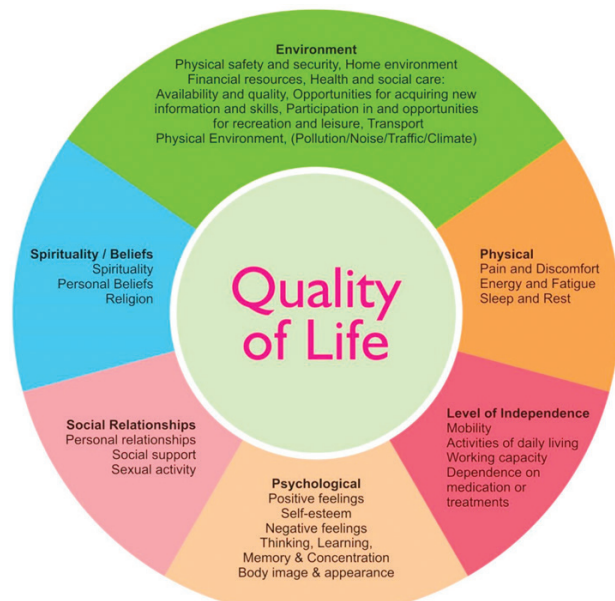 Environment
Physical safety and security, Home environment
Financial resources, Health and social care:
Availability and quality, Opportunities for acquiring new
information and skills, Participation in and opportunities
for recreation and leisure, Transport
Physical Environment, (Pollution/Noise/Traffic/Climate)
Spirituality / Beliefs
Spirituality
Personal Beliefs
Religion
Quality
of Life
Physical
Pain and Discomfort
Energy and Fatigue
Sleep and Rest
Social Relationships
Personal relationships
Social support
Sexual activity
Level of Independence
Mobility
Activities of daily living
Working capacity
Dependence on
medication or
treatments
Psychological
Positive feelings
Self-esteem
Negative feelings
Thinking, Learning,
Memory & Concentration
Body image & appearance